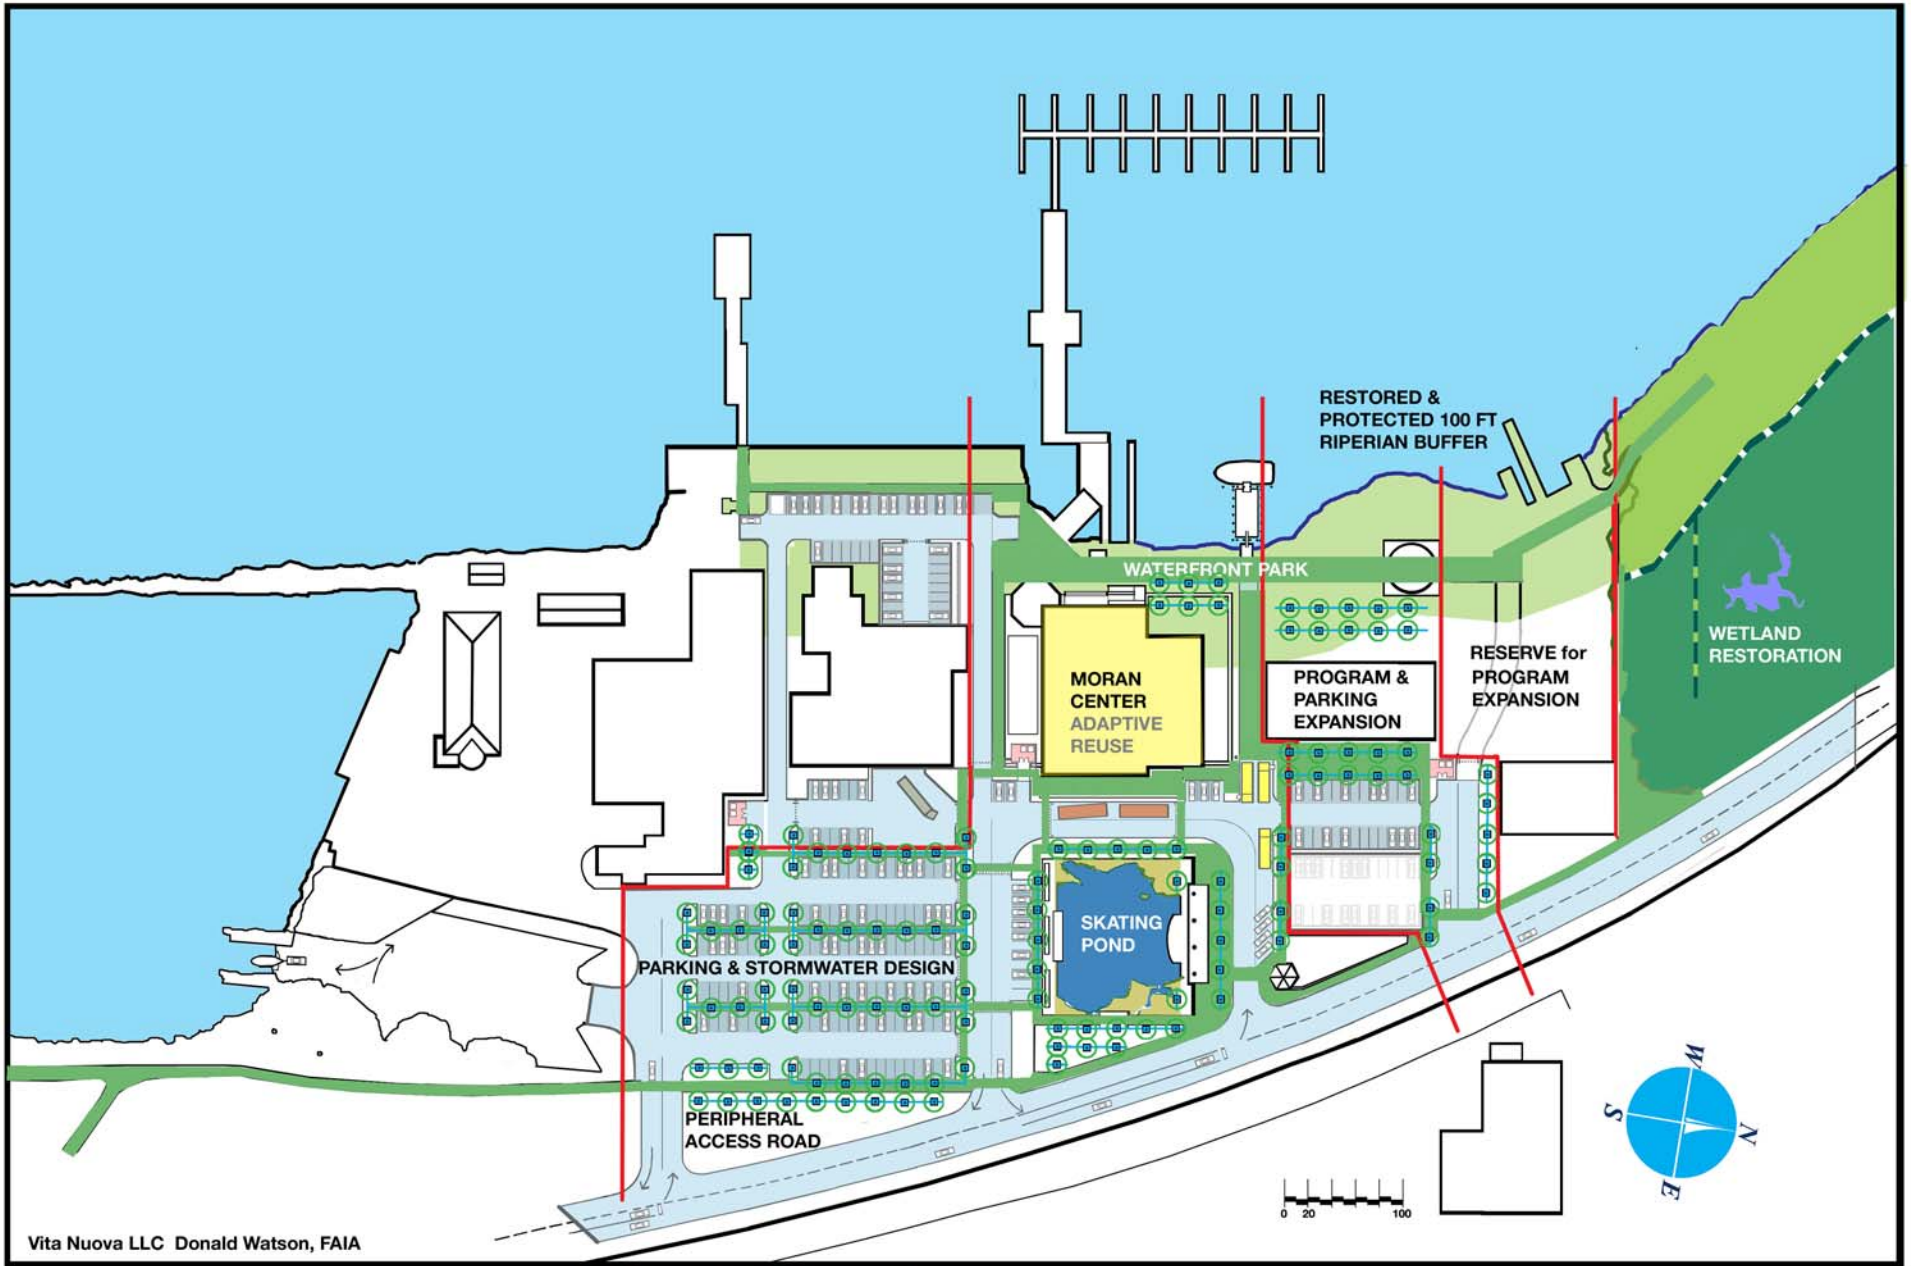 RESTORED &
PROTECTED 100 FT
RIPERIAN BUFFER
WATERFRONT PARK
WETLAND
RESTORATION
MORAN
CENTER
ADAPTIVE
REUSE
PROGRAM &
PARKING
EXPANSION
RESERVE for
PROGRAM
EXPANSION
SKATING
POND
PARKING & STORMWATER DESIGN
PERIPHERAL
ACCESS ROAD
W
S
N
E
0 20 100
Vita Nuova LLC Donald Watson, FAIA